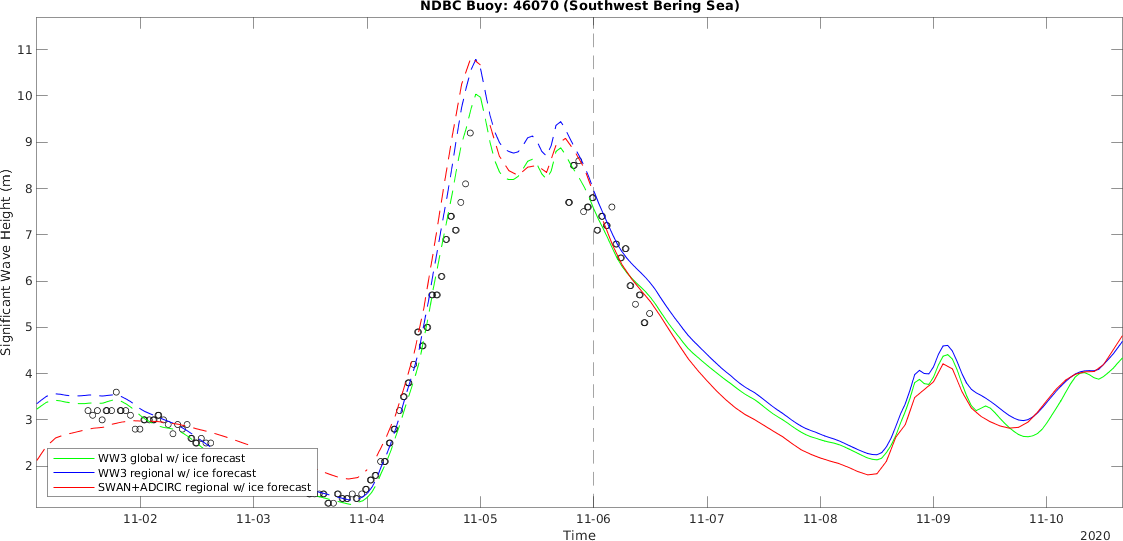 NDBC Buoy: 46070 (Southwest Bering Sea)
Significant Wave Height (m)
11
10
9
8
7
6
5
4
3
2
WW3 global w/ ice forecast
WW3 regional w/ ice forecast
SWAN+ADCIRC regional w/ ice forecast
11-02 11-03 11-04 11-05 11-06 11-07 11-08 11-09 11-10
Time
2020